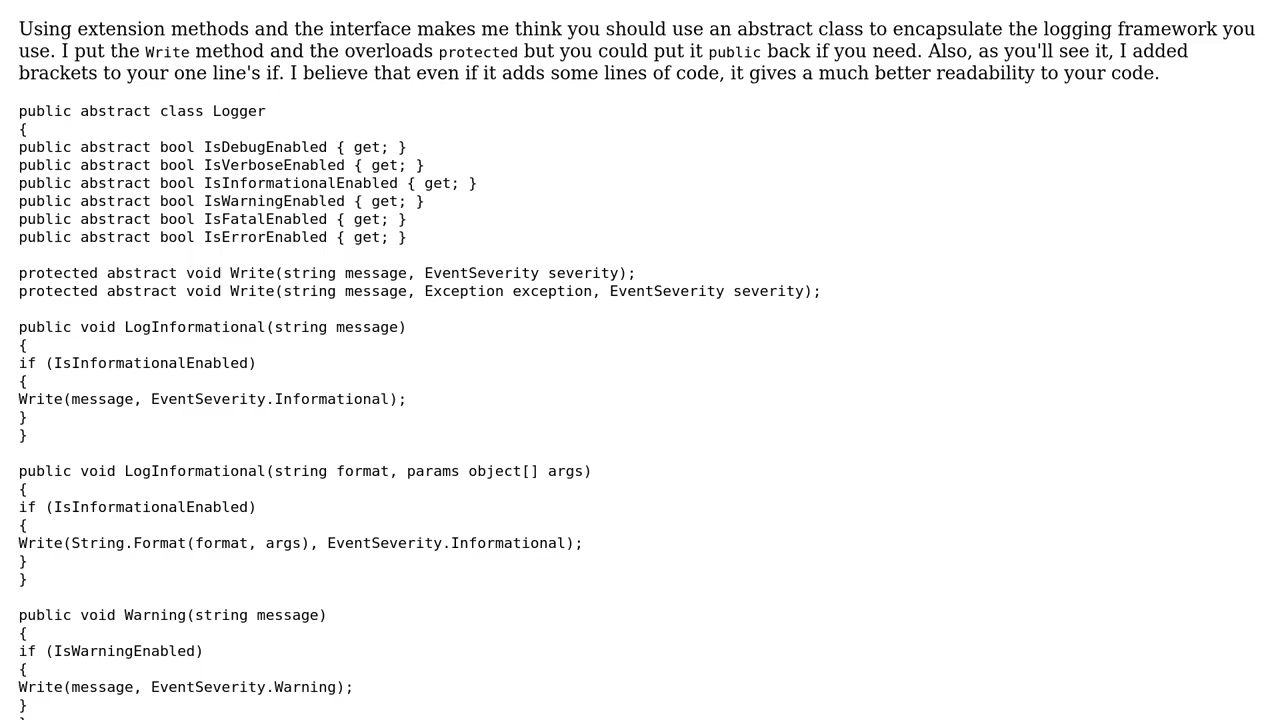 Using extension methods and the interface makes me think you should use an abstract class to encapsulate the logging framework you
use. I put the Write method and the overloads protected but you could put it public back if you need. Also, as you'll see it, I added
brackets to your one line's if. I believe that even if it adds some lines of code, it gives a much better readability to your code.
public abstract class Logger
{
public abstract bool IsDebugEnabled { get; }
public abstract bool IsVerboseEnabled { get; }
public abstract bool IsInformationalEnabled { get; }
public abstract bool IsWarningEnabled { get; }
public abstract bool IsFatalEnabled { get; }
public abstract bool IsErrorEnabled { get; }
protected abstract void Write(string message, EventSeverity severity);
protected abstract void Write(string message, Exception exception, EventSeverity severity);
public void LogInformational(string message)
{
if (IsInformationalEnabled)
{
Write(message, EventSeverity.Informational);
}
}
public void LogInformational(string format, params object[] args)
{
if (IsInformationalEnabled)
{
Write(String.Format(format, args), EventSeverity.Informational);
}
}
public void Warning(string message)
{
if (IsWarningEnabled)
{
Write(message, EventSeverity.Warning);
}